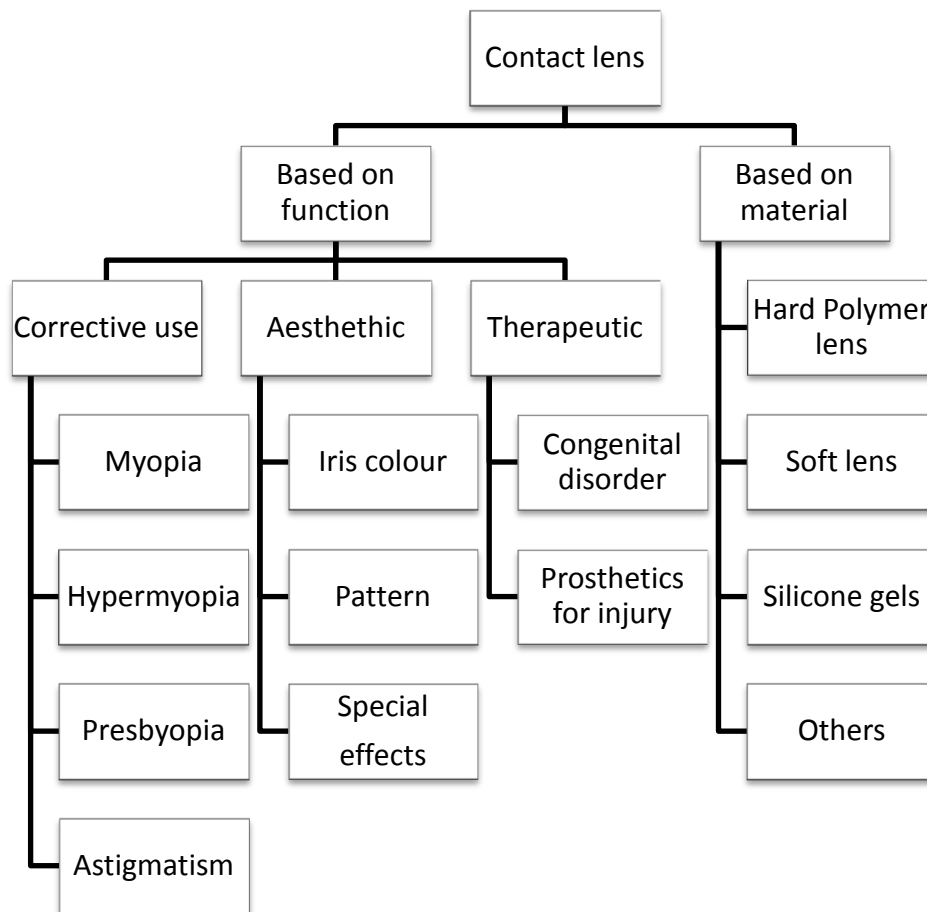 Contact lens
Based on
function
Based on
material
Corrective use
Aesthethic
Therapeutic
Hard Polymer
lens
Myopia
Iris colour
Congenital
disorder
Soft lens
Hypermyopia
Pattern
Prosthetics
for injury
Silicone gels
Presbyopia
Special
effects
Others
Astigmatism